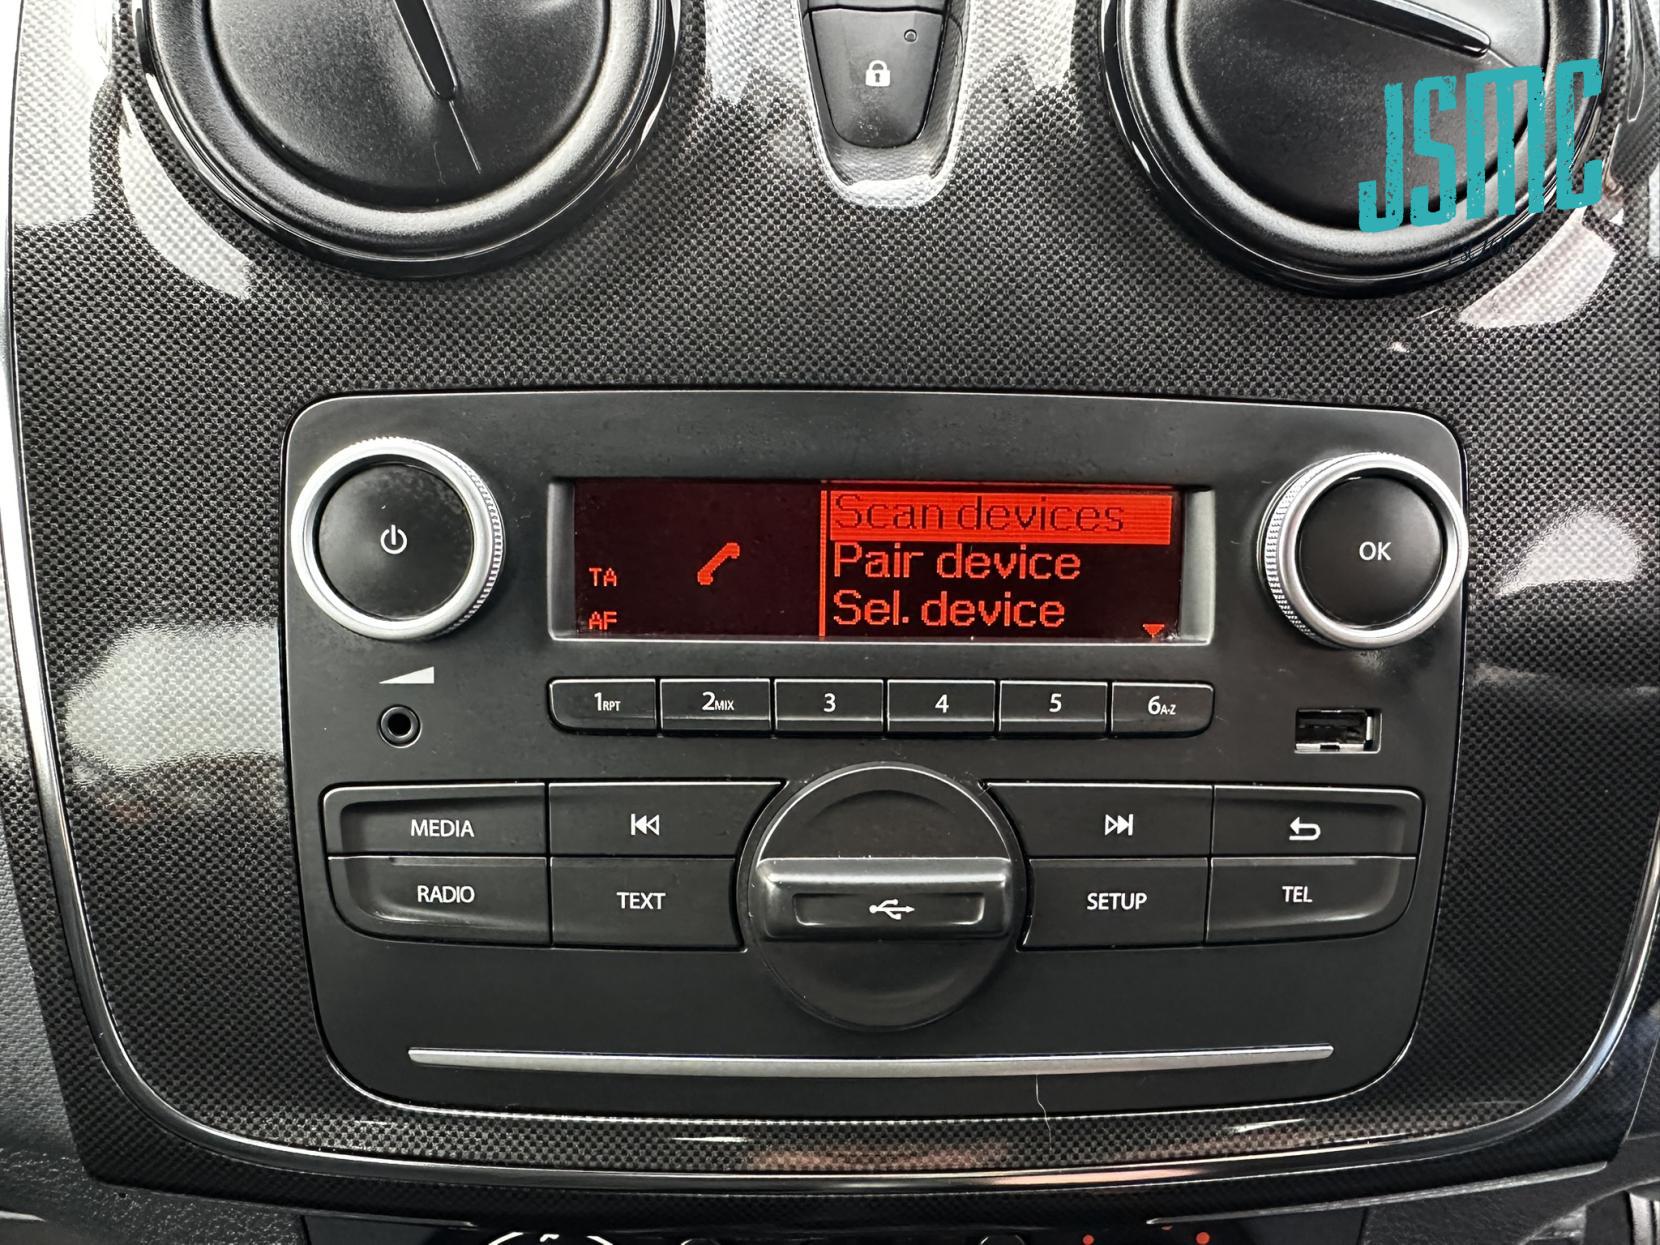 JSMC
Scan devices
Pair device
Sel. device
TA
AF
OK
1RPT
2MIX
3
4
5
6A-Z
MEDIA
RADIO
TEXT
SETUP
TEL